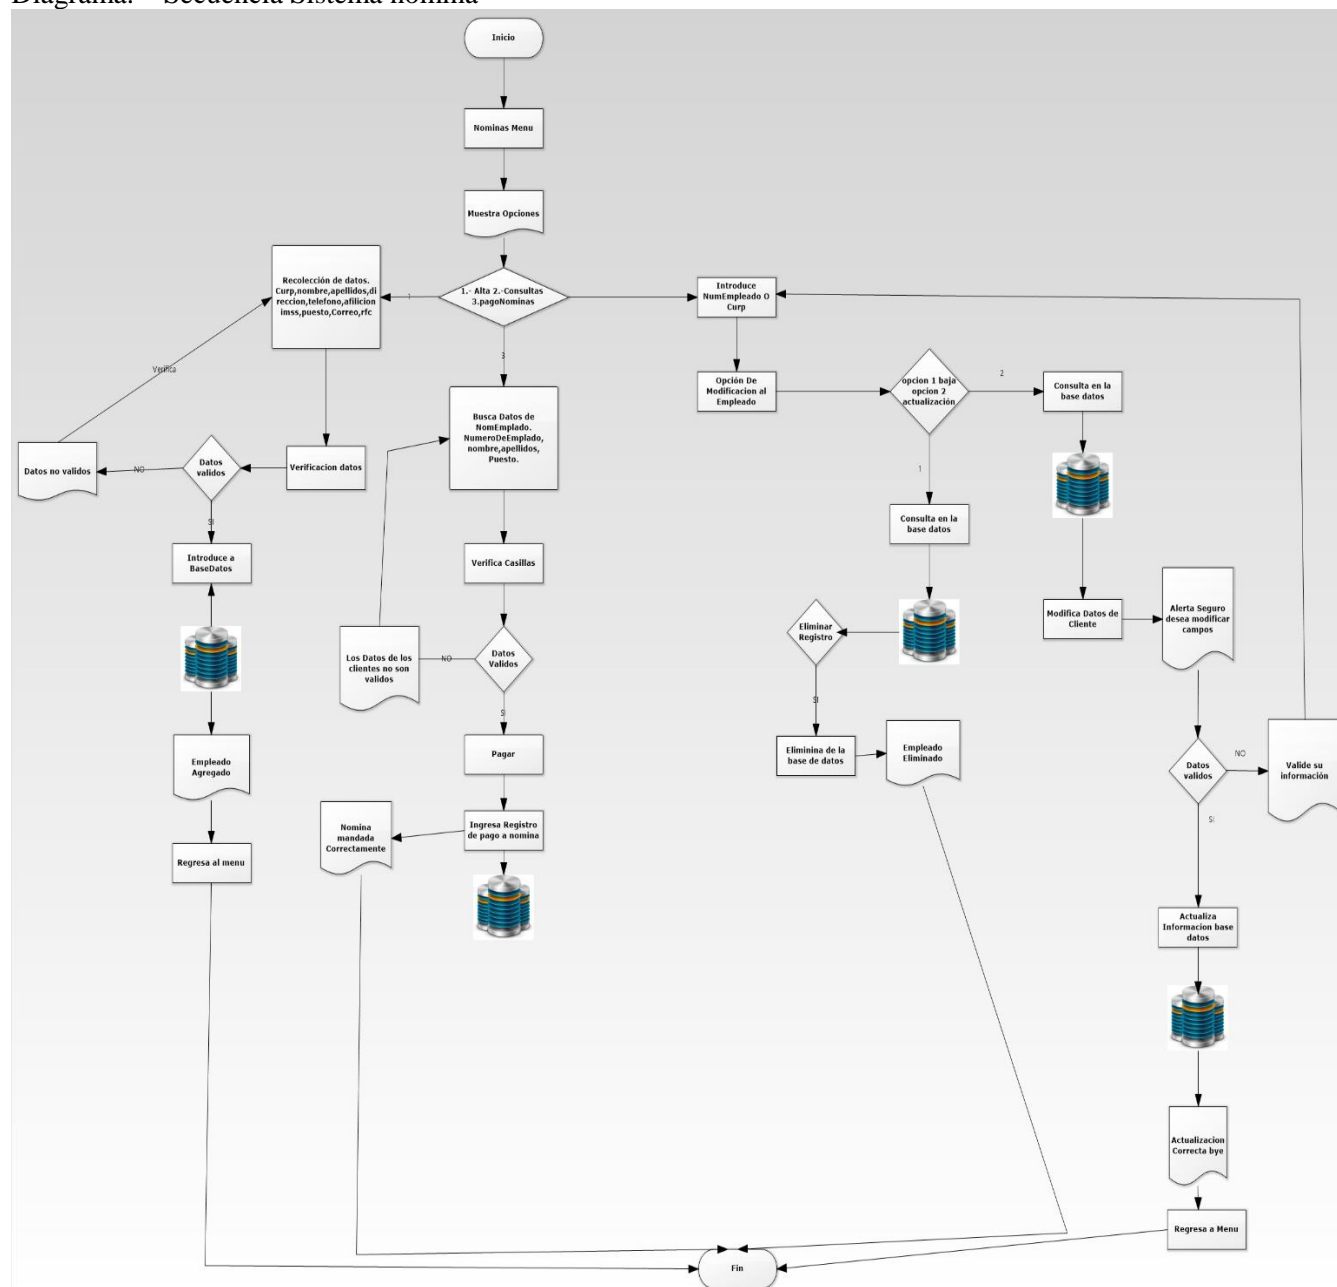 Diagrama. Secuencia Sistema nomina
Inicio
Nominas Menu
Muestra Opciones
1.- Alta 2.-Consultas
3.pagoNominas
1
3
Recolección de datos.
Curp,nombre,apellidos,di
reccion,telefono,afilicion
imss,puesto,Correo,rfc
Verifica
Verificacion datos
Datos
validos
NO
Datos no validos
SI
Introduce a
BaseDatos
Empleado
Agregado
Regresa al menu
Busca Datos de
NomEmplado.
NumeroDeEmplado,
nombre,apellidos,
Puesto.
Verifica Casillas
Datos
Validos
NO
Los Datos de los
clientes no son
validos
SI
Pagar
Ingresa Registro
de pago a nomina
Nomina
mandada
Correctamente
Introduce
NumEmpleado O
Curp
Opción De
Modificacion al
Empleado
opcion 1 baja
opcion 2
actualización
2
1
Consulta en la
base datos
Consulta en la
base datos
Eliminar
Registro
SI
Eliminina de la
base de datos
Empleado
Eliminado
Modifica Datos de
Cliente
Alerta Seguro
desea modificar
campos
Datos
validos
NO
Valide su
información
SI
Actualiza
Informacion base
datos
Actualizacion
Correcta bye
Regresa a Menu
Fin